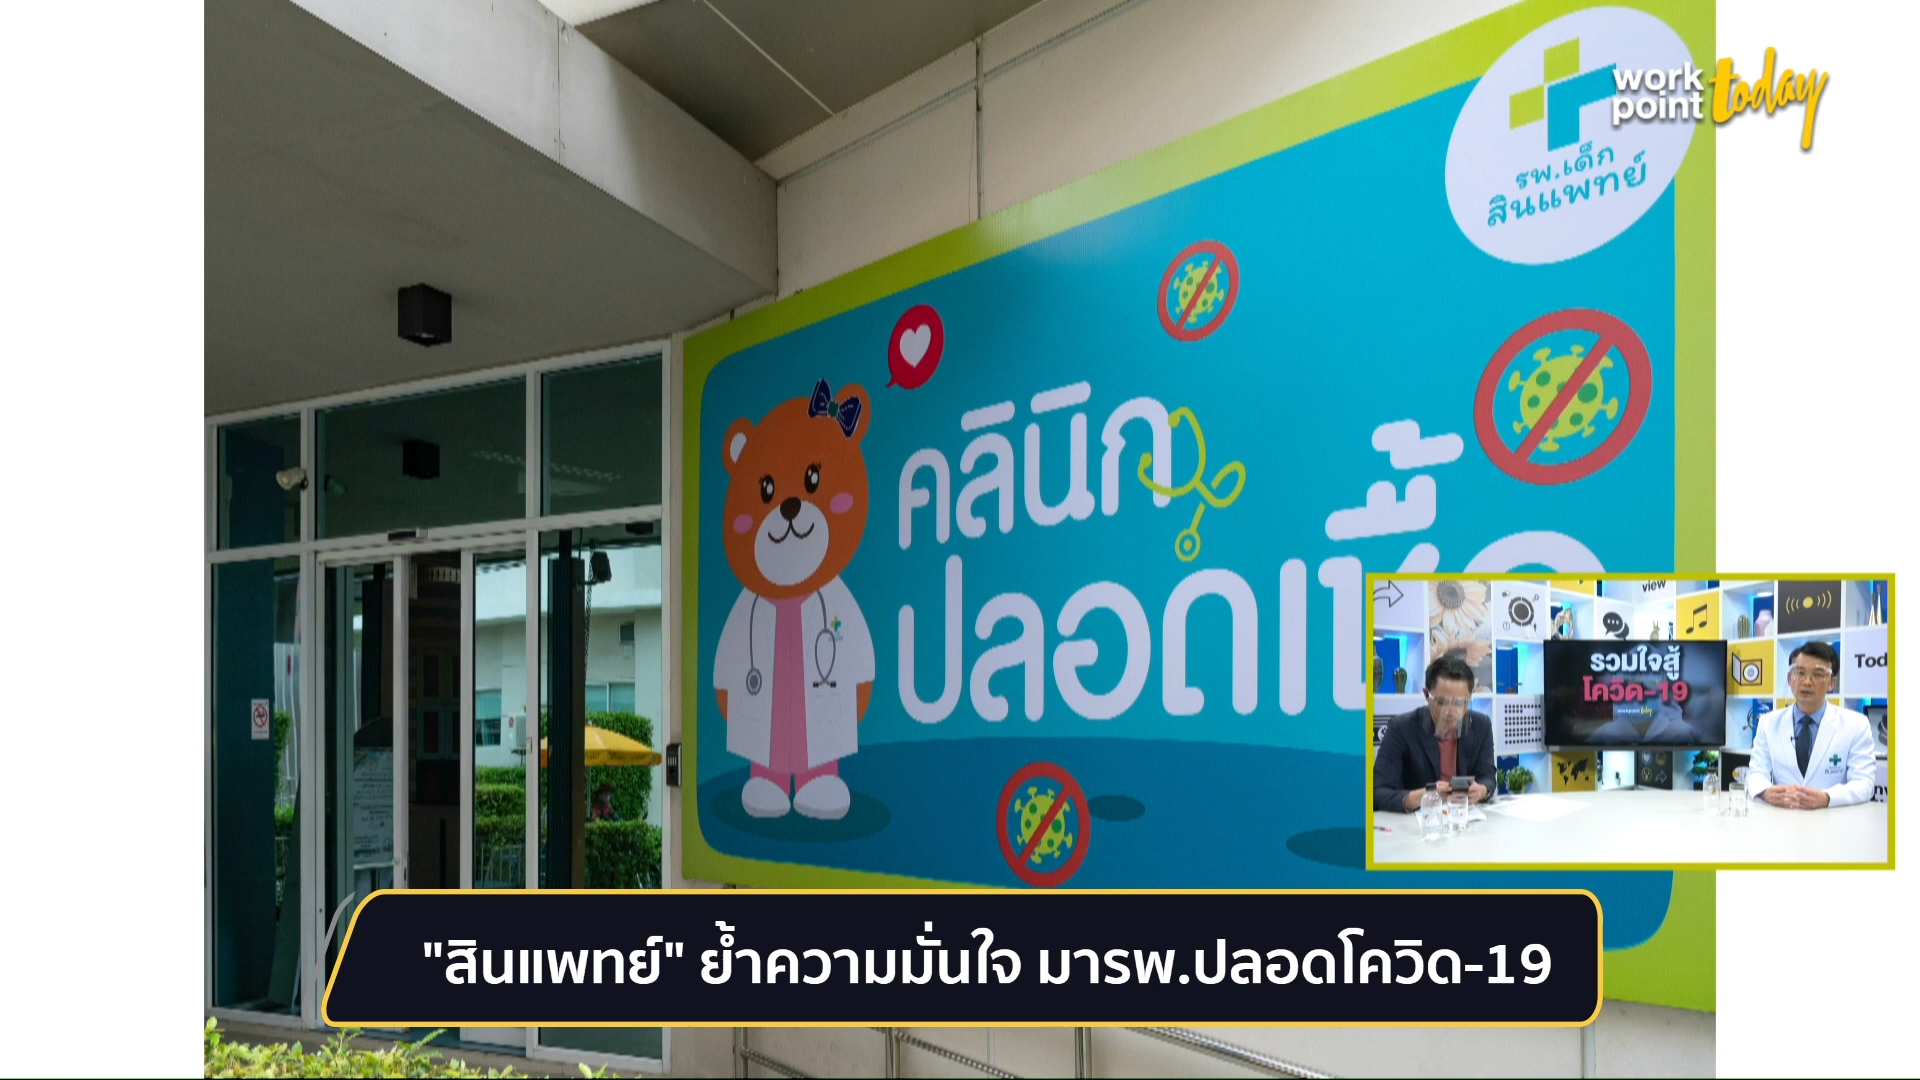 work
point today
รพ.เด็ก
สินแพทย์
คลินิก
ปลอดเชื้อ
view
รวมใจสู้
โควิด-19
"สินแพทย์" ย้ำความมั่นใจ มารพ.ปลอดโควิด-19